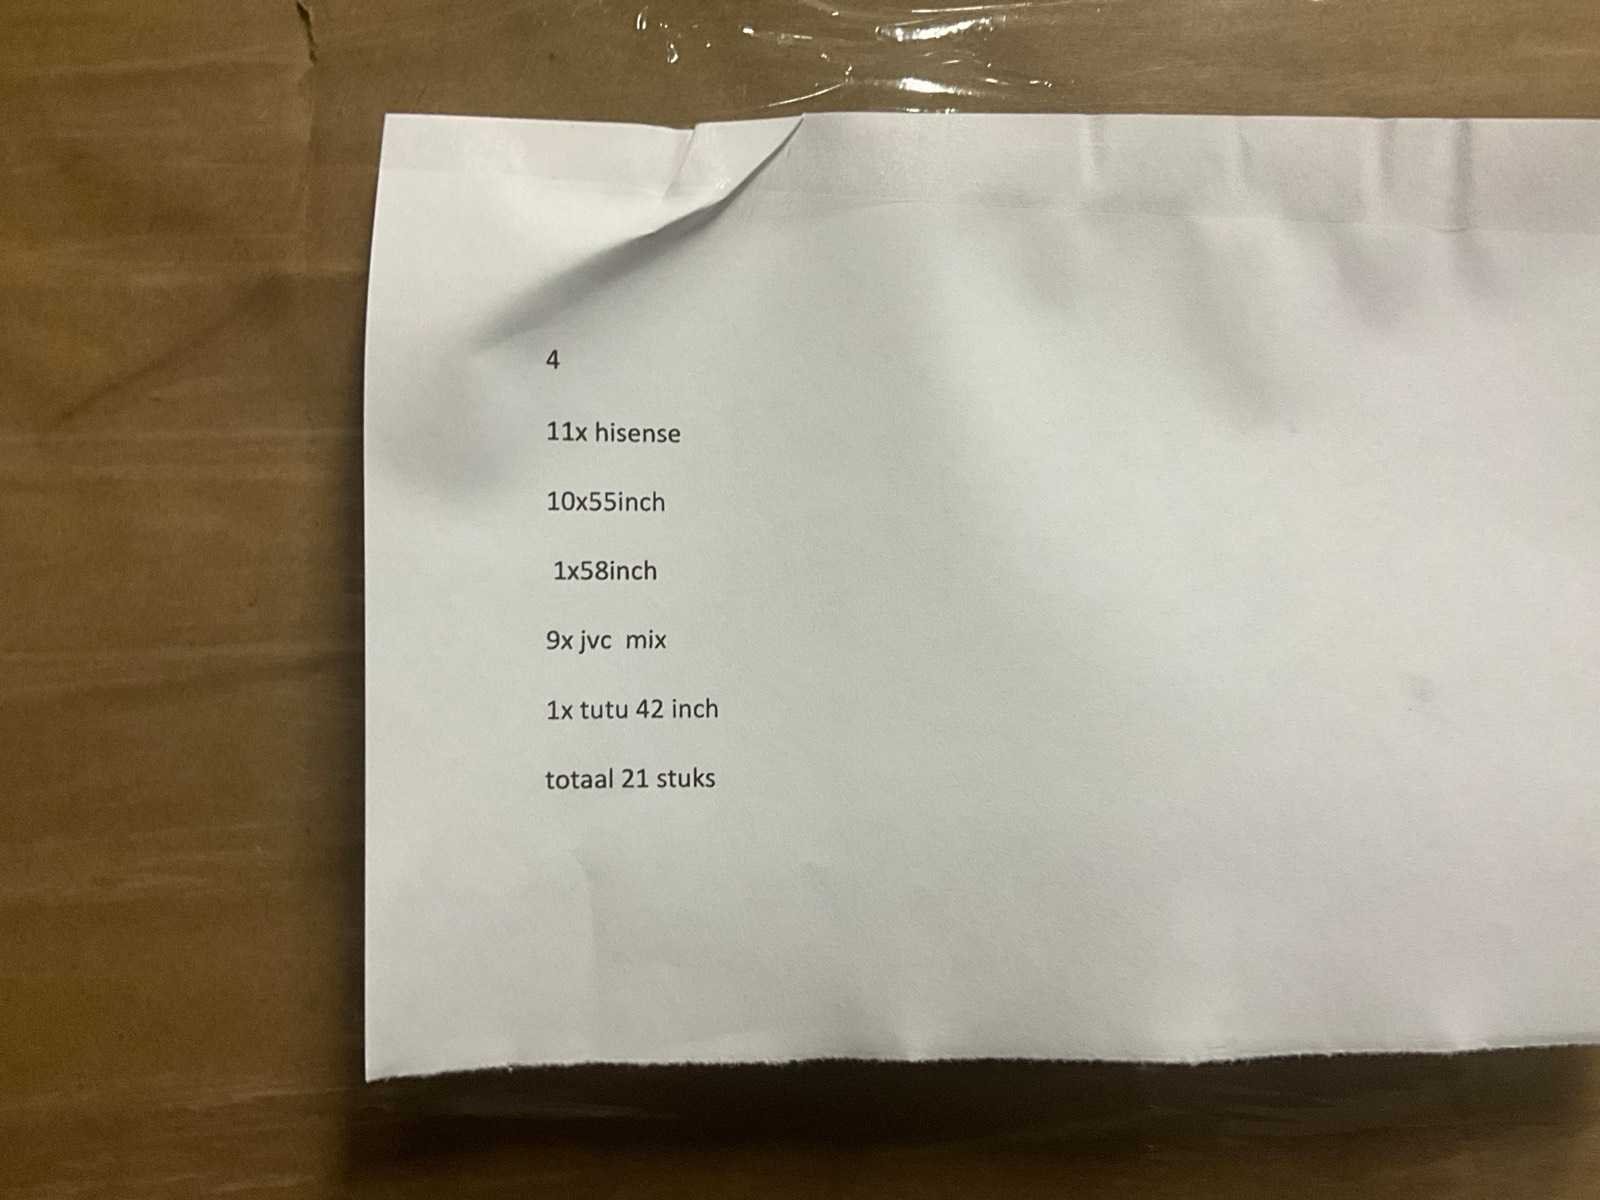 4
11x hisense
10x55inch
1x58inch
9x jvc  mix
1x tutu 42 inch
totaal 21 stuks